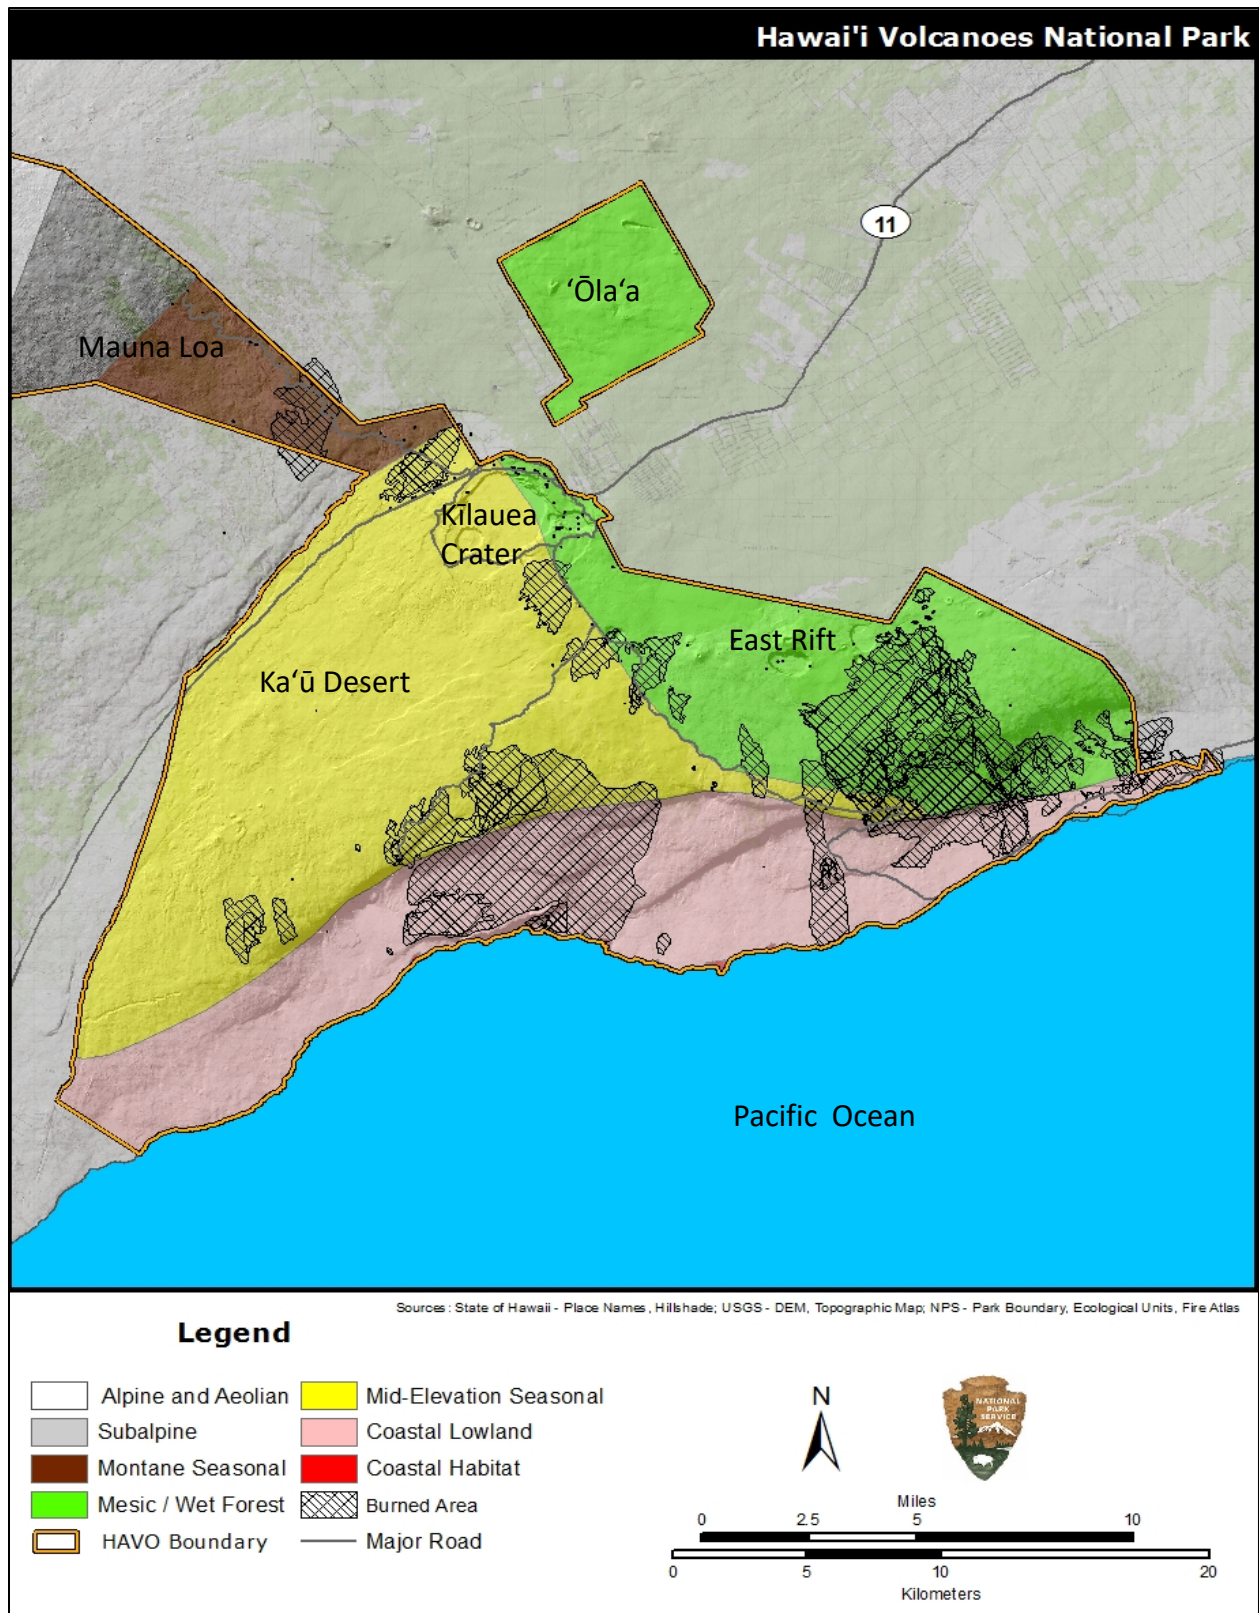 Hawai'i Volcanoes National Park
11
ʻŌlaʻa
Mauna Loa
Kīlauea
Crater
East Rift
Kaʻū Desert
Pacific Ocean
Sources: State of Hawaii - Place Names, Hillshade; USGS - DEM, Topographic Map; NPS - Park Boundary, Ecological Units, Fire Atlas
Legend
Alpine and Aeolian
Subalpine
Montane Seasonal
Mesic / Wet Forest
HAVO Boundary
Mid-Elevation Seasonal
Coastal Lowland
Coastal Habitat
Burned Area
Major Road
N
NATIONAL
PARK
SERVICE
Miles
0 2.5 5 10
0 5 10 20
Kilometers